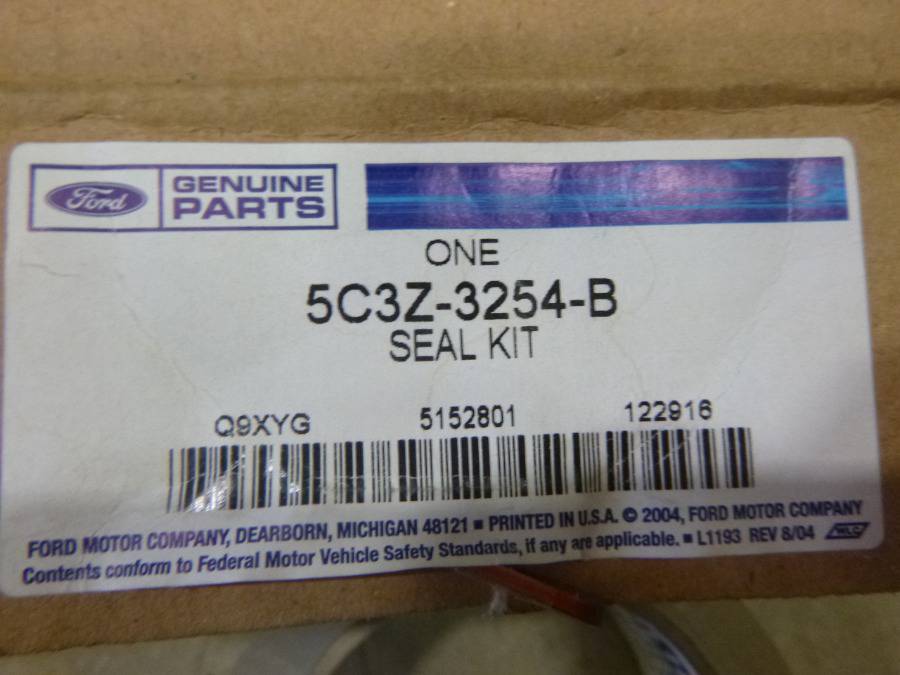 Ford GENUINE
PARTS
ONE
5C3Z-3254-B
SEAL KIT
Q9XYG 5152801 122916
FORD MOTOR COMPANY, DEARBORN, MICHIGAN 48121 ■ PRINTED IN U.S.A. © 2004, FORD MOTOR COMPANY
Contents conform to Federal Motor Vehicle Safety Standards, if any are applicable. ■ L1193 REV 8/04